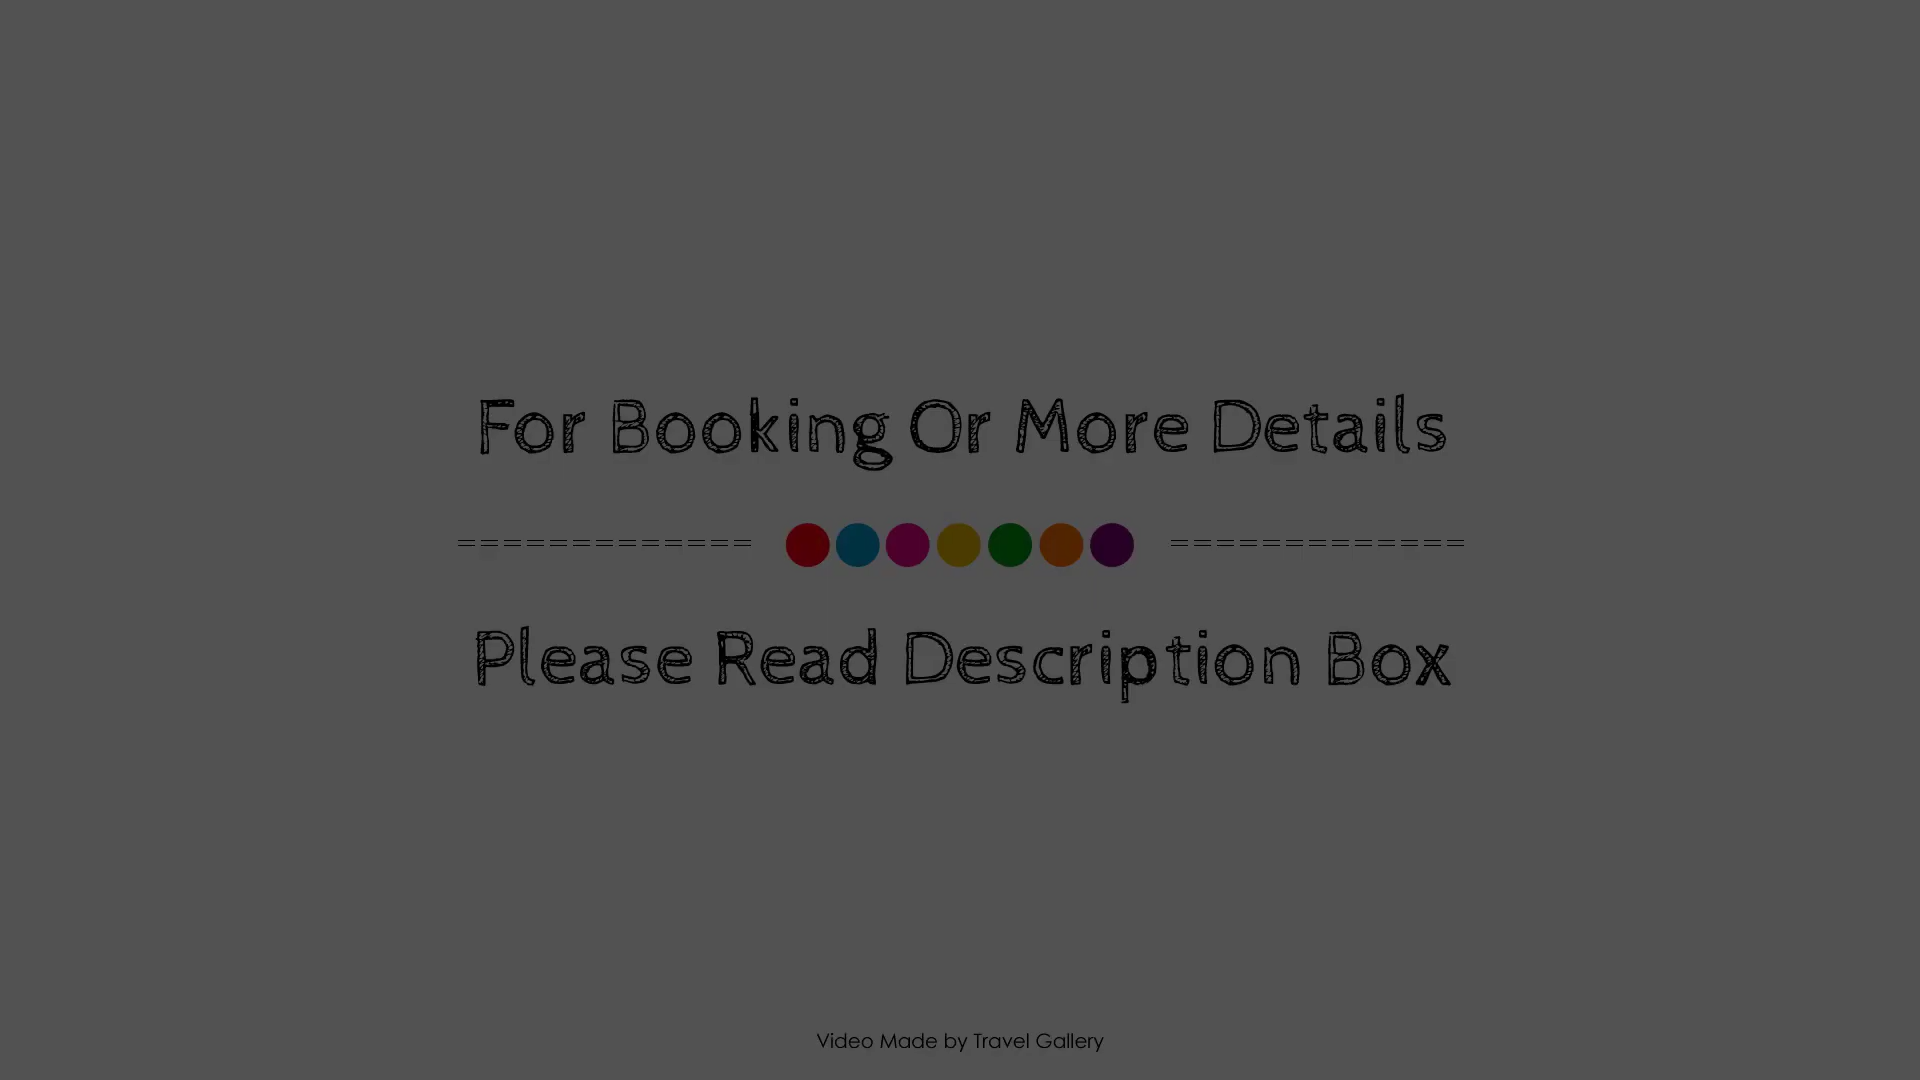 For Booking Or More Details
============= =============
Please Read Description Box
Video Made by Travel Gallery